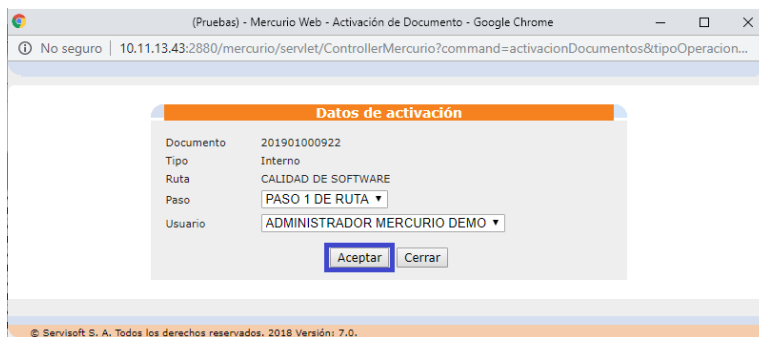 (Pruebas) - Mercurio Web - Activación de Documento - Google Chrome
No seguro | 10.11.13.43:2880/mercurio/servlet/ControllerMercurio?command=activacionDocumentos&tipoOperacion...
Datos de activación
Documento 201901000922
Tipo Interno
Ruta CALIDAD DE SOFTWARE
Paso PASO 1 DE RUTA
Usuario ADMINISTRADOR MERCURIO DEMO
Aceptar Cerrar
© Servisoft S. A. Todos los derechos reservados. 2018 Versión: 7.0.